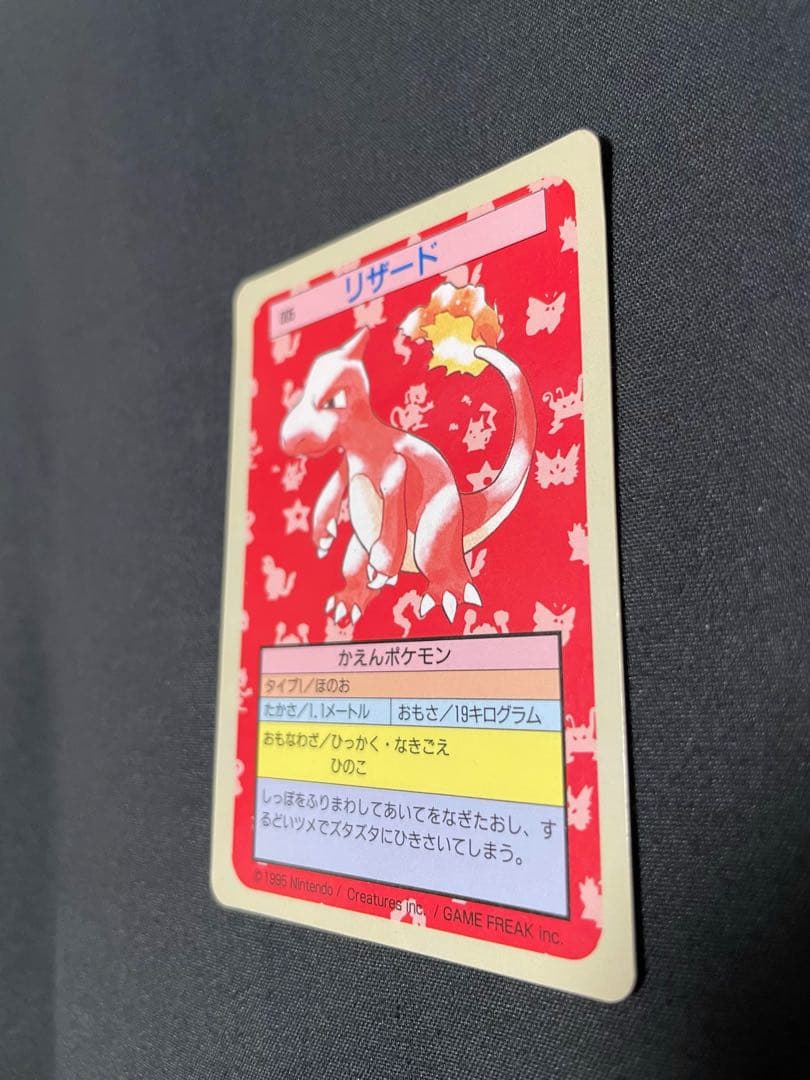 005
リザード
かえんポケモン
タイプ1/ほのお
たかさ/1.1メートル
おもさ/19キログラム
おもなわざ/ひっかく・なきごえ
ひのこ
しっぽをふりまわしてあいてをなぎたおし、す
るどいツメでズタズタにひきさいてしまう。
©1995 Nintendo / Creatures inc. / GAME FREAK inc.